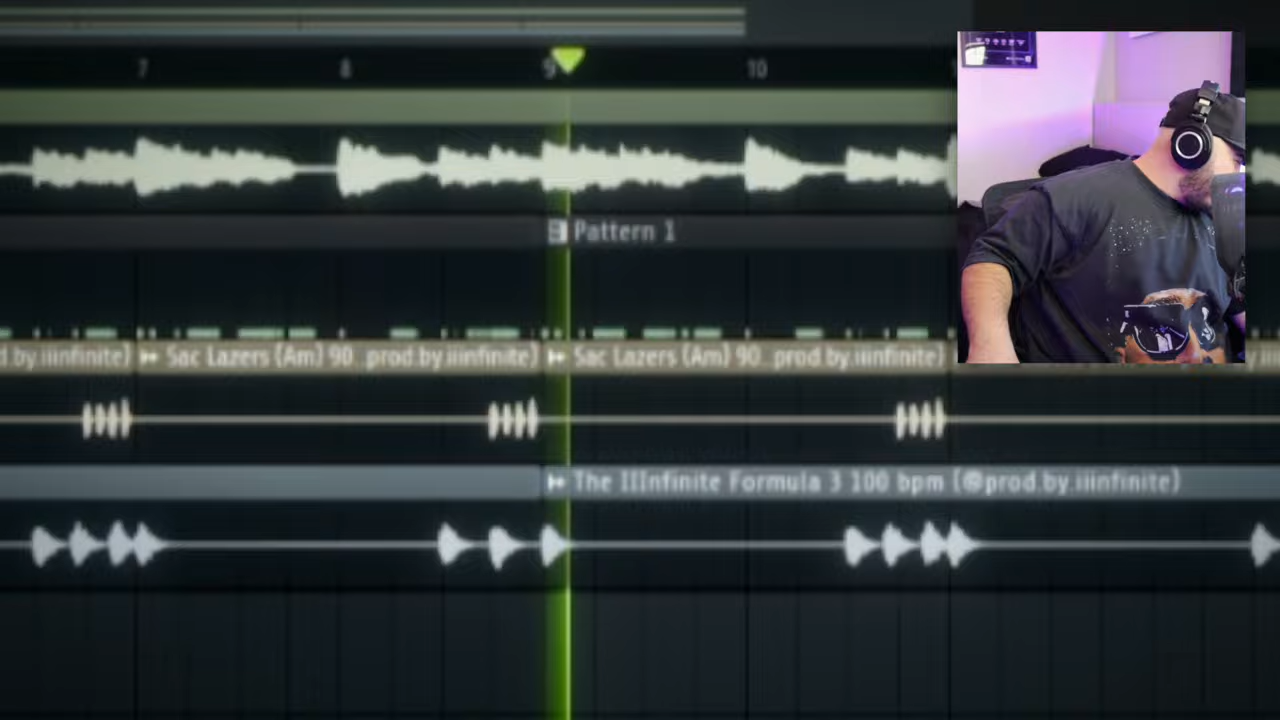 7
8
9
10
Pattern 1
d.by.iiinfinite)
Sac Lazers (Am) 90 prod.by.iiinfinite)
Sac Lazers (Am) 90 prod.by.iiinfinite)
The IIInfinite Formula 3 100 bpm (@prod.by.iiinfinite)